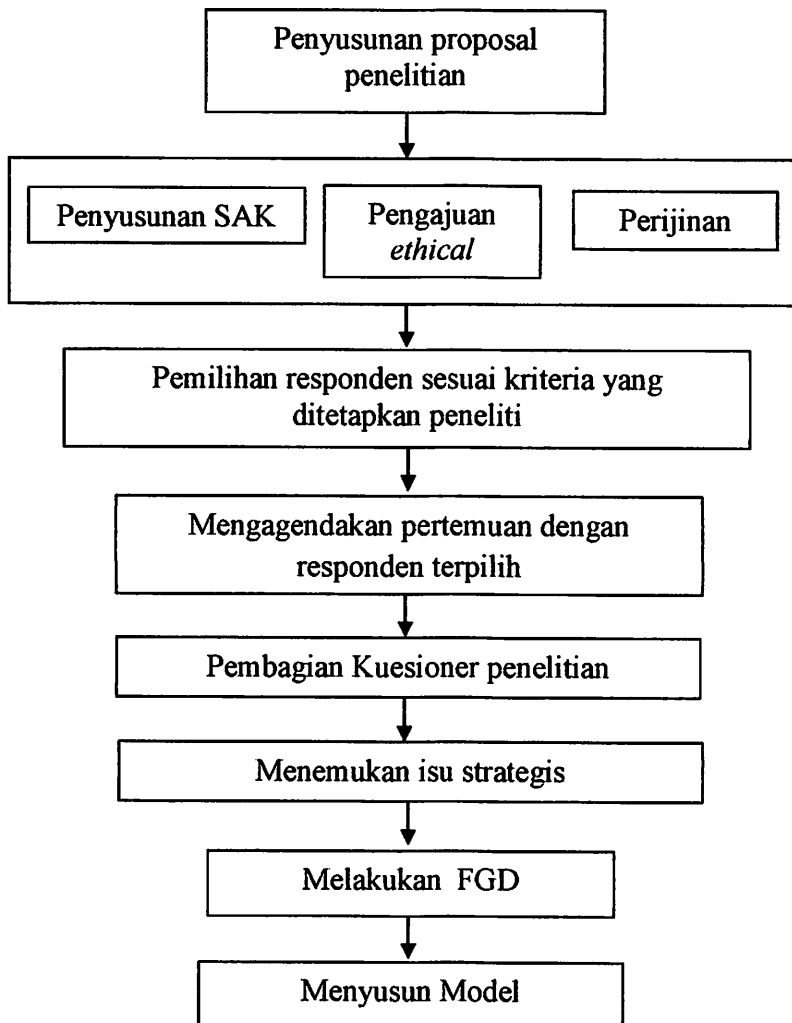 Penyusunan proposal
penelitian
Penyusunan SAK
Pengajuan
ethical
Perijinan
Pemilihan responden sesuai kriteria yang
ditetapkan peneliti
Mengagendakan pertemuan dengan
responden terpilih
Pembagian Kuesioner penelitian
Menemukan isu strategis
Melakukan FGD
Menyusun Model